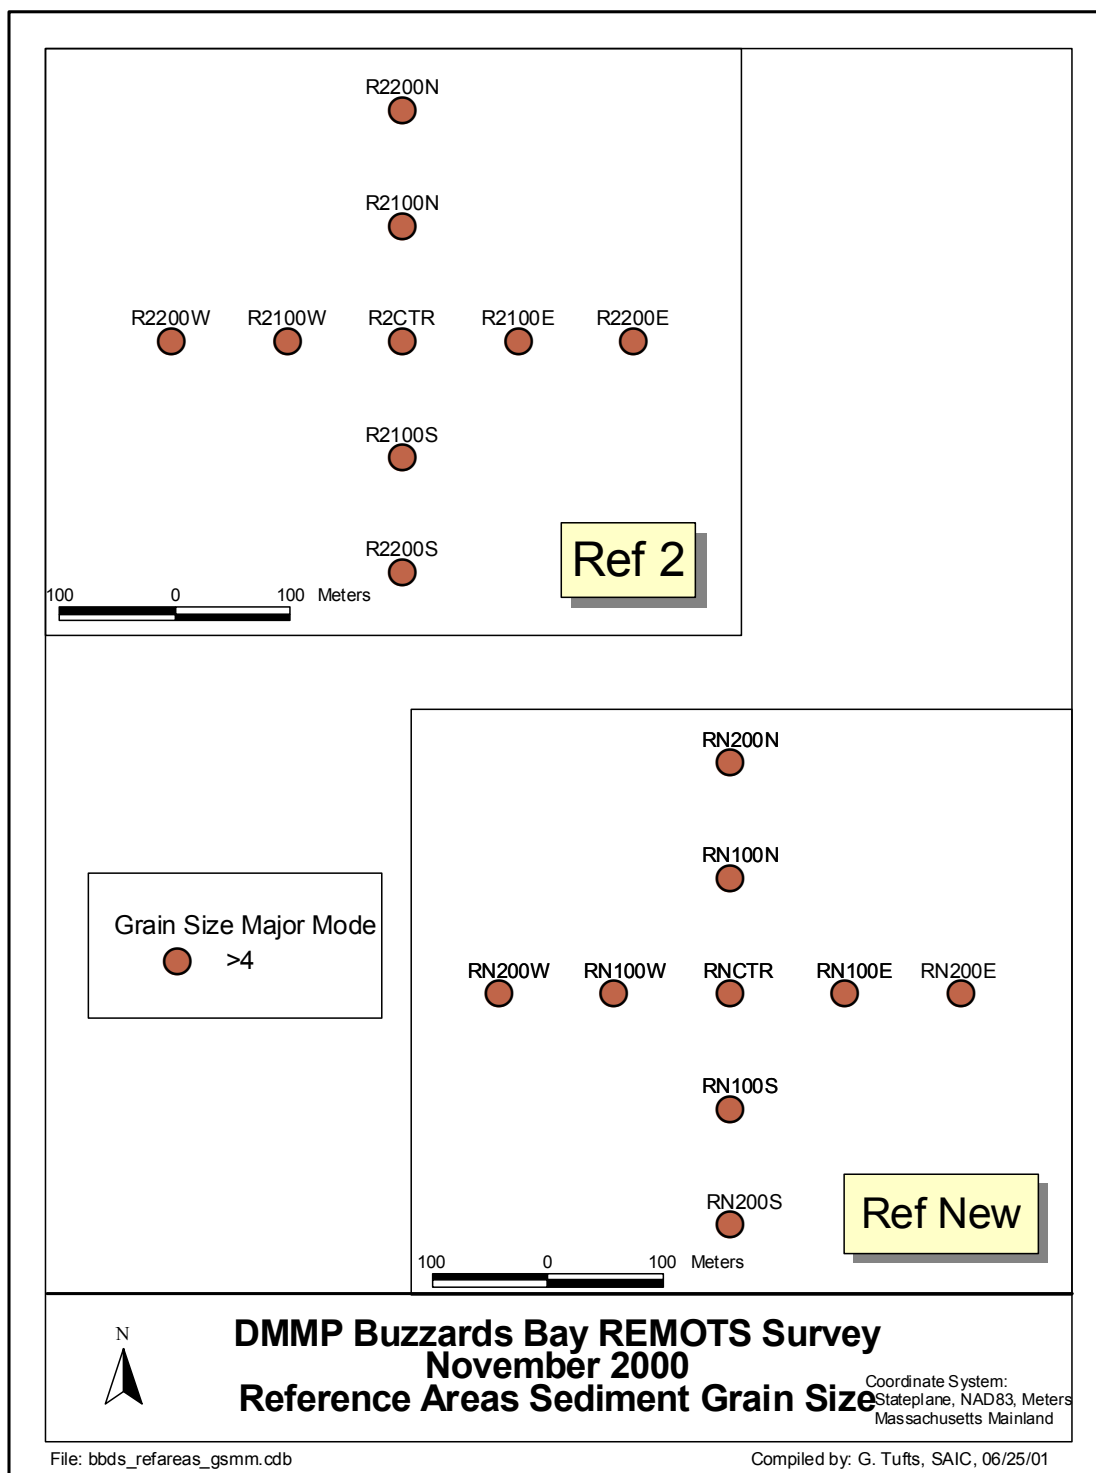 R2200N
R2100N
R2200W R2100W R2CTR R2100E R2200E
R2100S
R2200S
Ref 2
100 0 100 Meters
RN200N
RN100N
Grain Size Major Mode
>4
RN200W RN100W RNCTR RN100E RN200E
RN100S
RN200S
Ref New
100 0 100 Meters
N
DMMP Buzzards Bay REMOTS Survey
November 2000
Reference Areas Sediment Grain Size
Coordinate System:
Stateplane, NAD83, Meters
Massachusetts Mainland
File: bbds_refareas_gsmm.cdb
Compiled by: G. Tufts, SAIC, 06/25/01